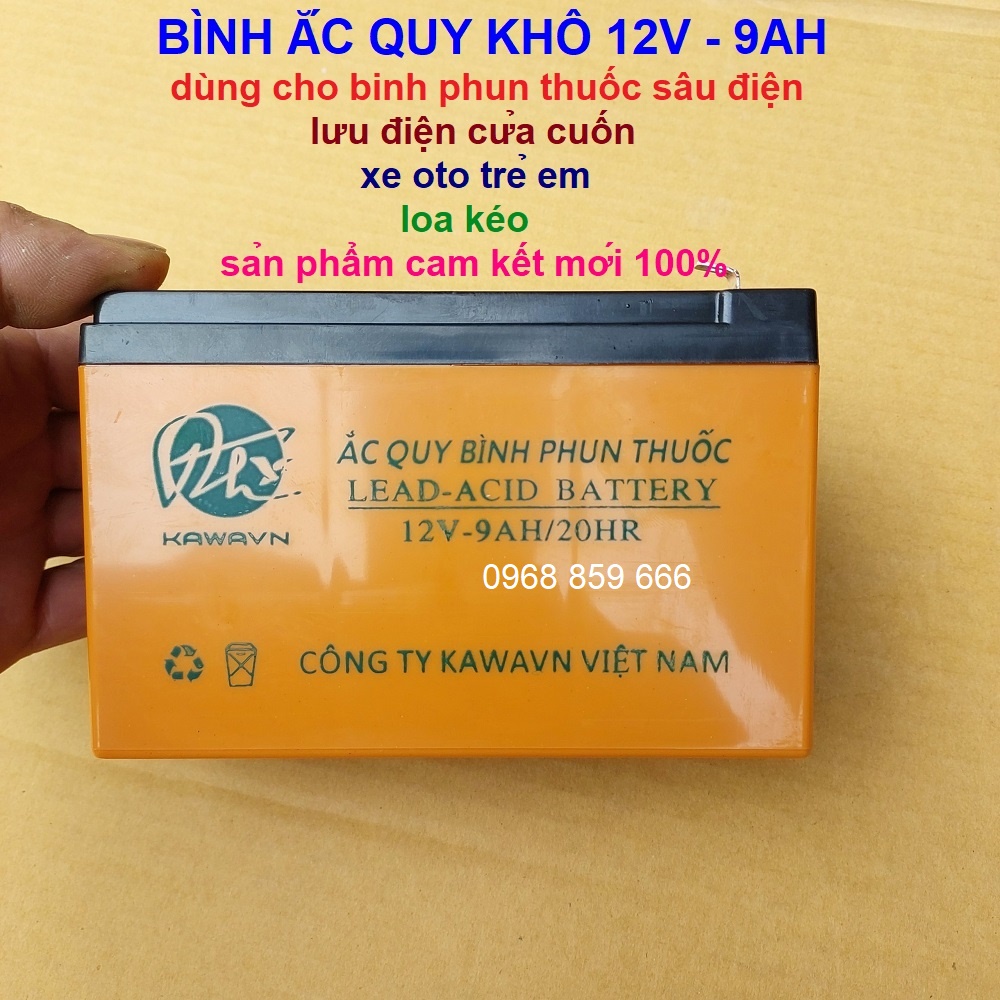 BÌNH ẮC QUY KHÔ 12V - 9AH
dùng cho binh phun thuốc sâu điện
lưu điện cửa cuốn
xe oto trẻ em
loa kéo
sản phẩm cam kết mới 100%
ẮC QUY BÌNH PHUN THUỐC
LEAD-ACID BATTERY
12V-9AH/20HR
KAWAVN
0968 859 666
CÔNG TY KAWAVN VIỆT NAM